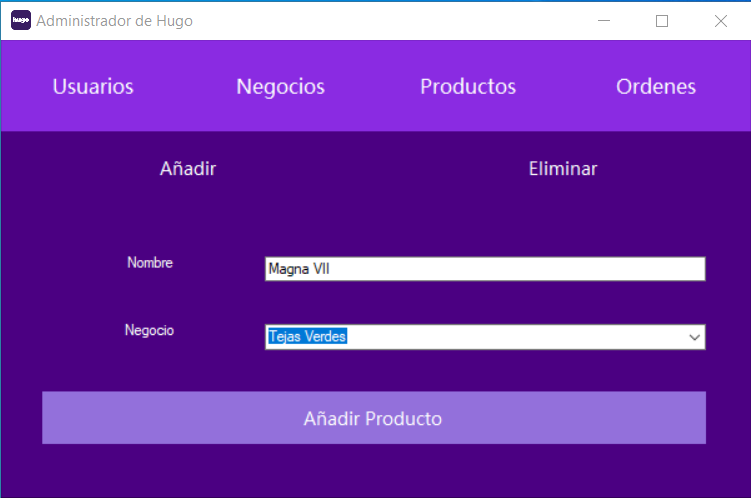 hugo Administrador de Hugo
Usuarios Negocios Productos Ordenes
Añadir Eliminar
Nombre Magna VII
Negocio Tejas Verdes
Añadir Producto